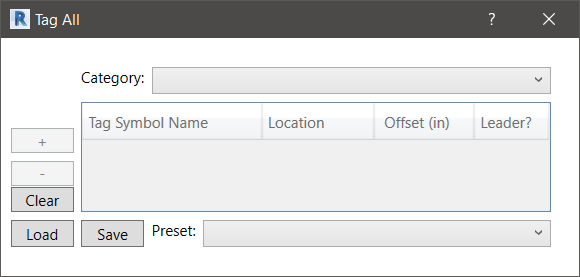 R Tag All ?
Category:
Tag Symbol Name Location Offset (in) Leader?
+
-
Clear
Load Save Preset: